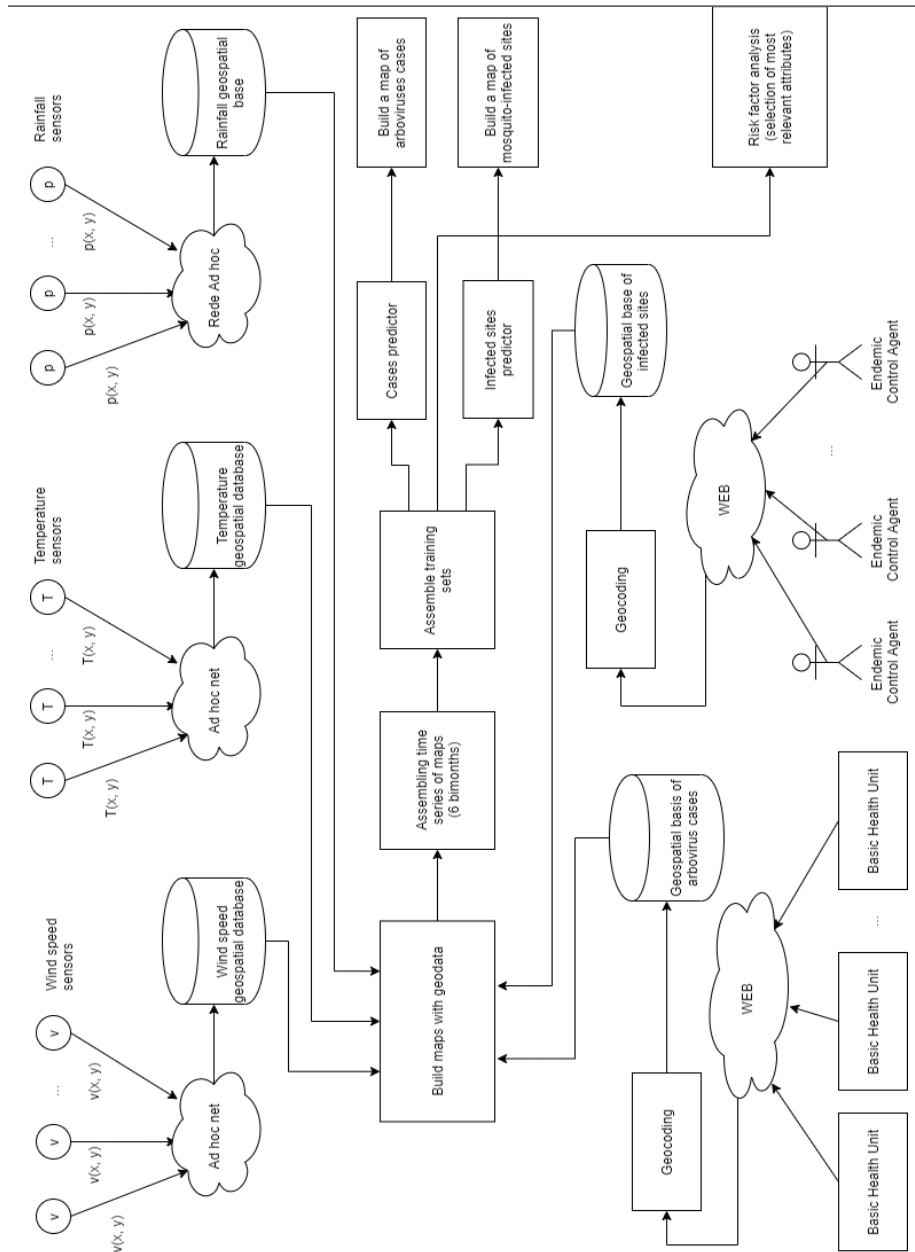 Wind speed
sensors
v
v
...
v
v(x, y)
v(x, y)
v(x, y)
Ad hoc net
Wind speed
geospatial database
Temperature
sensors
T
T
...
T
T(x, y)
T(x, y)
T(x, y)
Ad hoc net
Temperature
geospatial database
Rainfall
sensors
p
p
...
p
p(x, y)
p(x, y)
p(x, y)
Rede Ad hoc
Rainfall geospatial
base
Build maps with geodata
Assembling time
series of maps
(6 bimonths)
Assemble training
sets
Cases predictor
Build a map of
arboviruses cases
Infected sites
predictor
Build a map of
mosquito-infected sites
Risk factor analysis
(selection of most
relevant attributes)
Geocoding
Geospatial basis of
arbovirus cases
WEB
Basic Health Unit
Basic Health Unit
...
Basic Health Unit
Geocoding
Geospatial base of
infected sites
WEB
...
Endemic
Control Agent
Endemic
Control Agent
Endemic
Control Agent